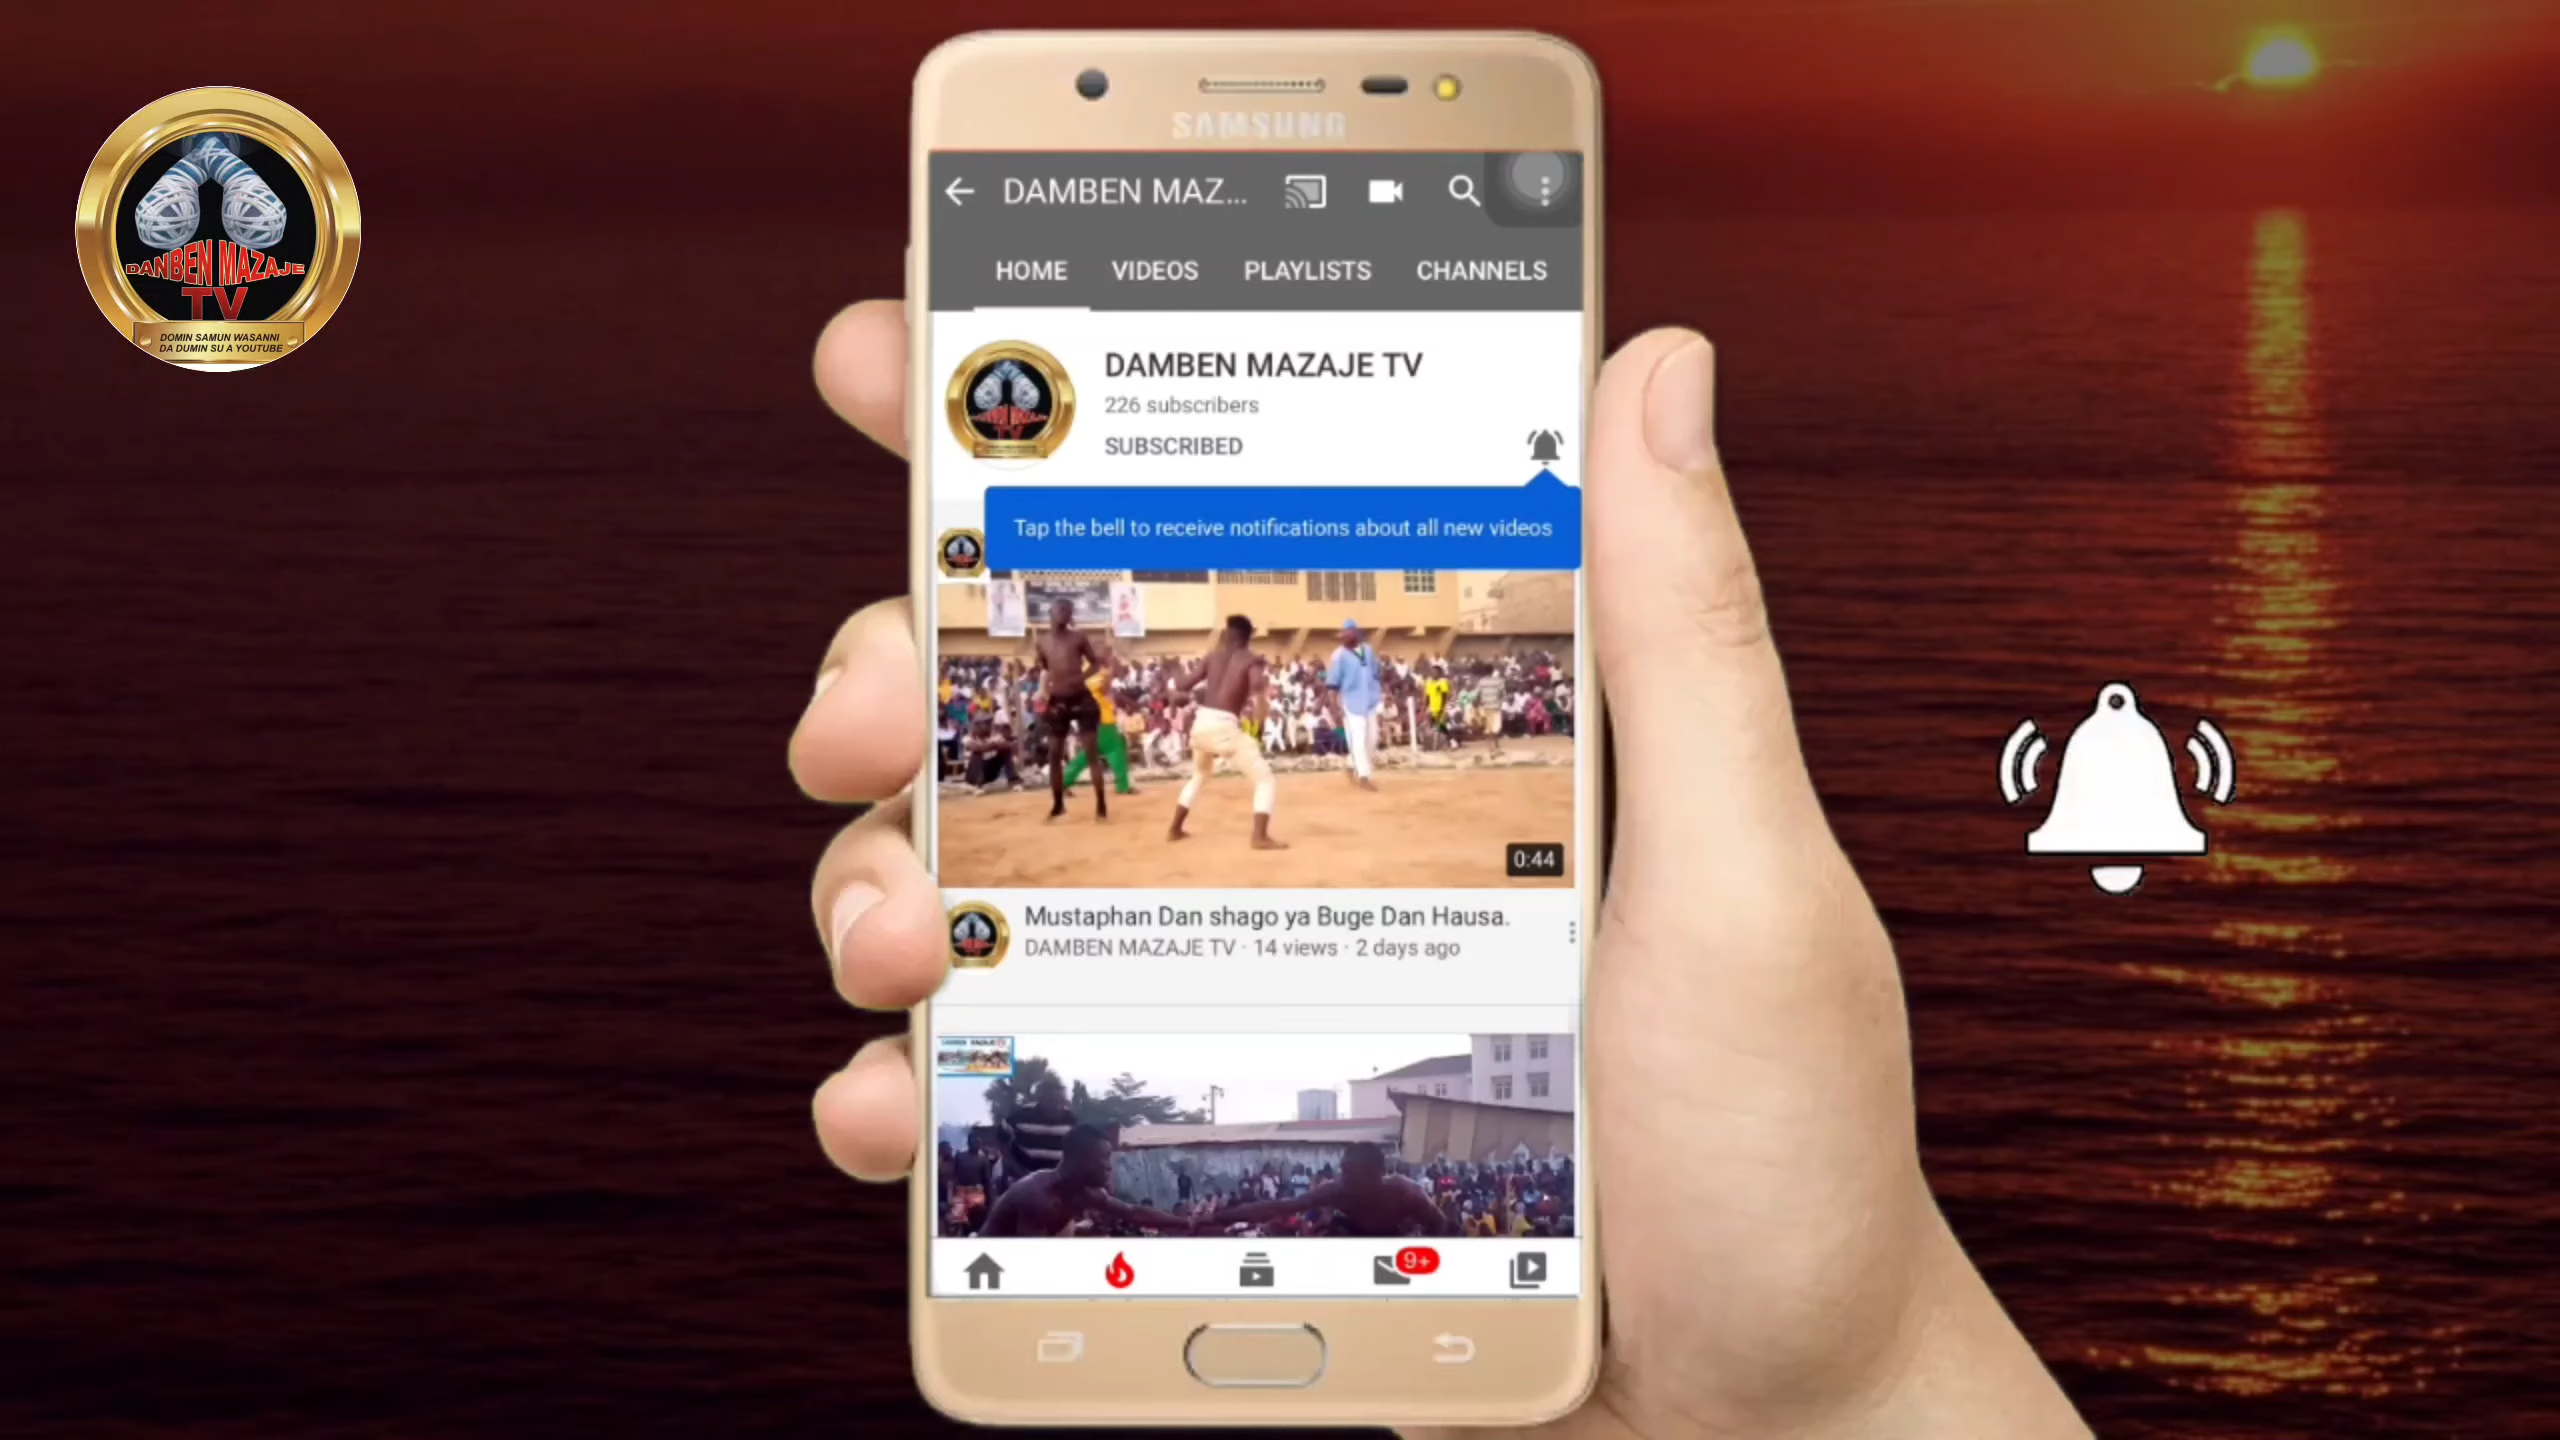 DANBEN MAZAJE
TV
DOMIN SAMUN WASANNI
DA DUMIN SU A YOUTUBE
SAMSUNG
DAMBEN MAZ...
HOME VIDEOS PLAYLISTS CHANNELS
DAMBEN MAZAJE TV
226 subscribers
SUBSCRIBED
Tap the bell to receive notifications about all new videos
0:44
Mustaphan Dan shago ya Buge Dan Hausa.
DAMBEN MAZAJE TV · 14 views · 2 days ago
9+